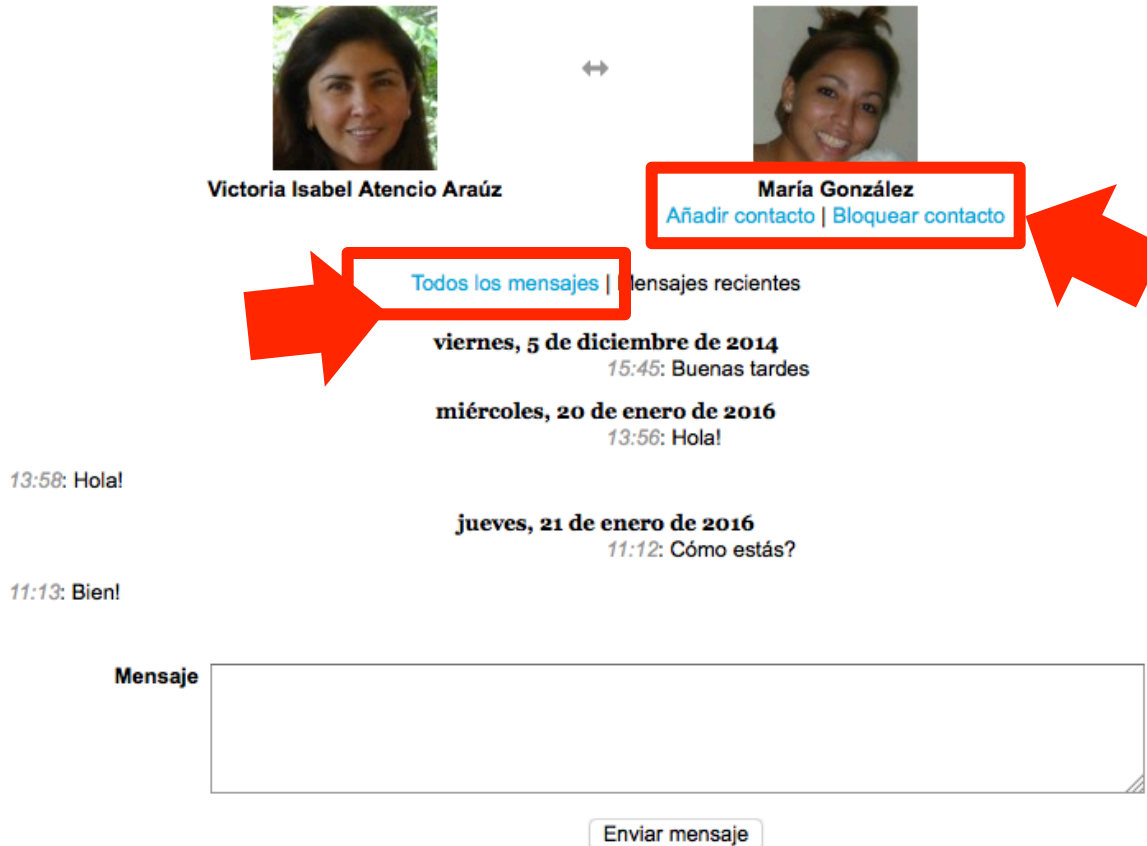 Victoria Isabel Atencio Araúz
María González
Añadir contacto | Bloquear contacto
Todos los mensajes | Mensajes recientes
viernes, 5 de diciembre de 2014
15:45: Buenas tardes
miércoles, 20 de enero de 2016
13:56: Hola!
13:58: Hola!
jueves, 21 de enero de 2016
11:12: Cómo estás?
11:13: Bien!
Mensaje
Enviar mensaje